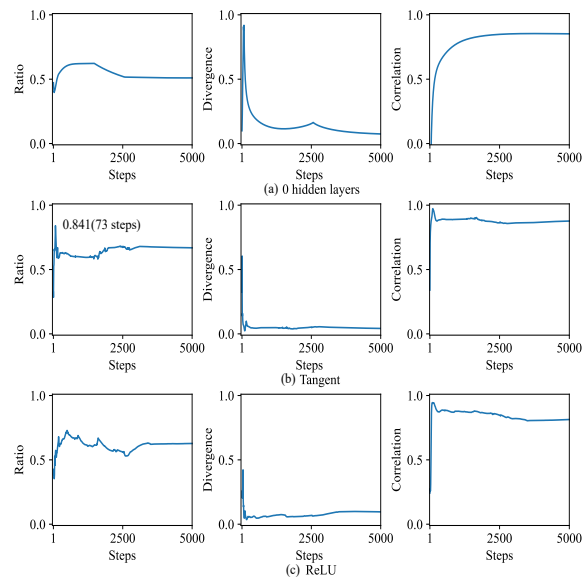 1.0 1.0 1.0
Ratio Divergence Correlation
0.5 0.5 0.5
0.0 0.0 0.0
1 2500 5000 1 2500 5000 1 2500 5000
Steps Steps Steps
(a) 0 hidden layers
1.0 1.0 1.0
0.841(73 steps)
Ratio Divergence Correlation
0.5 0.5 0.5
0.0 0.0 0.0
1 2500 5000 1 2500 5000 1 2500 5000
Steps Steps Steps
(b) Tangent
1.0 1.0 1.0
Ratio Divergence Correlation
0.5 0.5 0.5
0.0 0.0 0.0
1 2500 5000 1 2500 5000 1 2500 5000
Steps Steps Steps
(c) ReLU